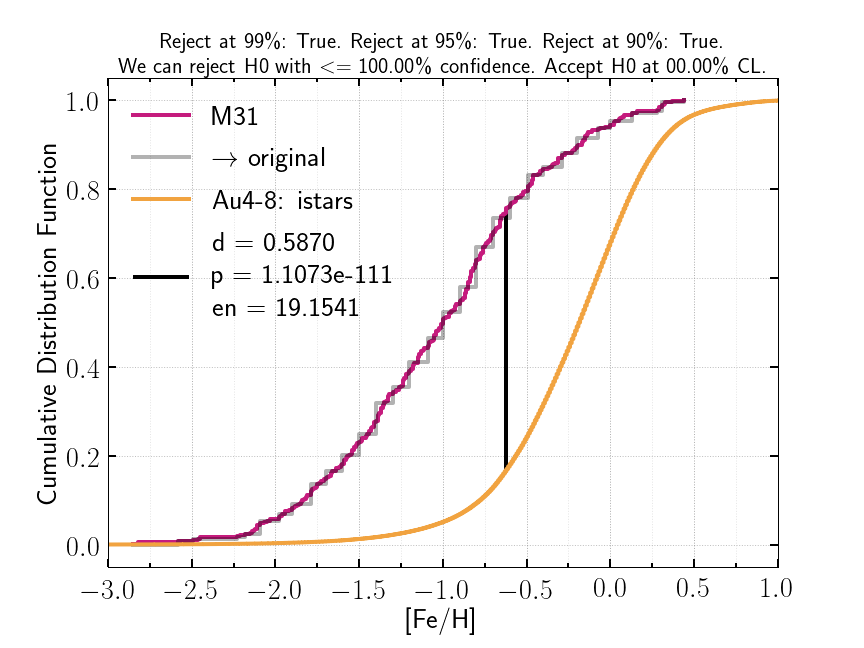 Reject at 99%: True. Reject at 95%: True. Reject at 90%: True.
We can reject H0 with <= 100.00% confidence. Accept H0 at 00.00% CL.
M31
→ original
Au4-8: istars
d = 0.5870
p = 1.1073e-111
en = 19.1541
Cumulative Distribution Function
1.0
0.8
0.6
0.4
0.2
0.0
−3.0 −2.5 −2.0 −1.5 −1.0 −0.5 0.0 0.5 1.0
[Fe/H]